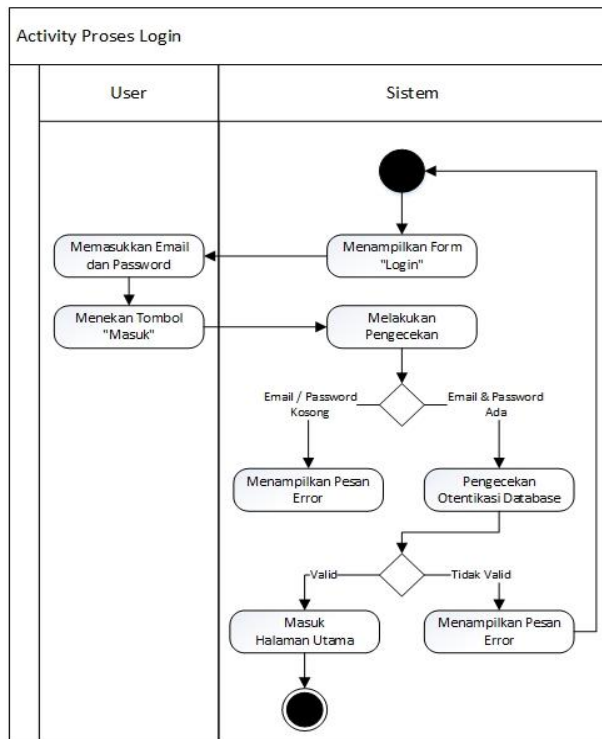 Activity Proses Login
User
Sistem
Memasukkan Email
dan Password
Menampilkan Form
"Login"
Menekan Tombol
"Masuk"
Melakukan
Pengecekan
Email / Password
Kosong
Email & Password
Ada
Menampilkan Pesan
Error
Pengecekan
Otentikasi Database
Valid
Tidak Valid
Masuk
Halaman Utama
Menampilkan Pesan
Error